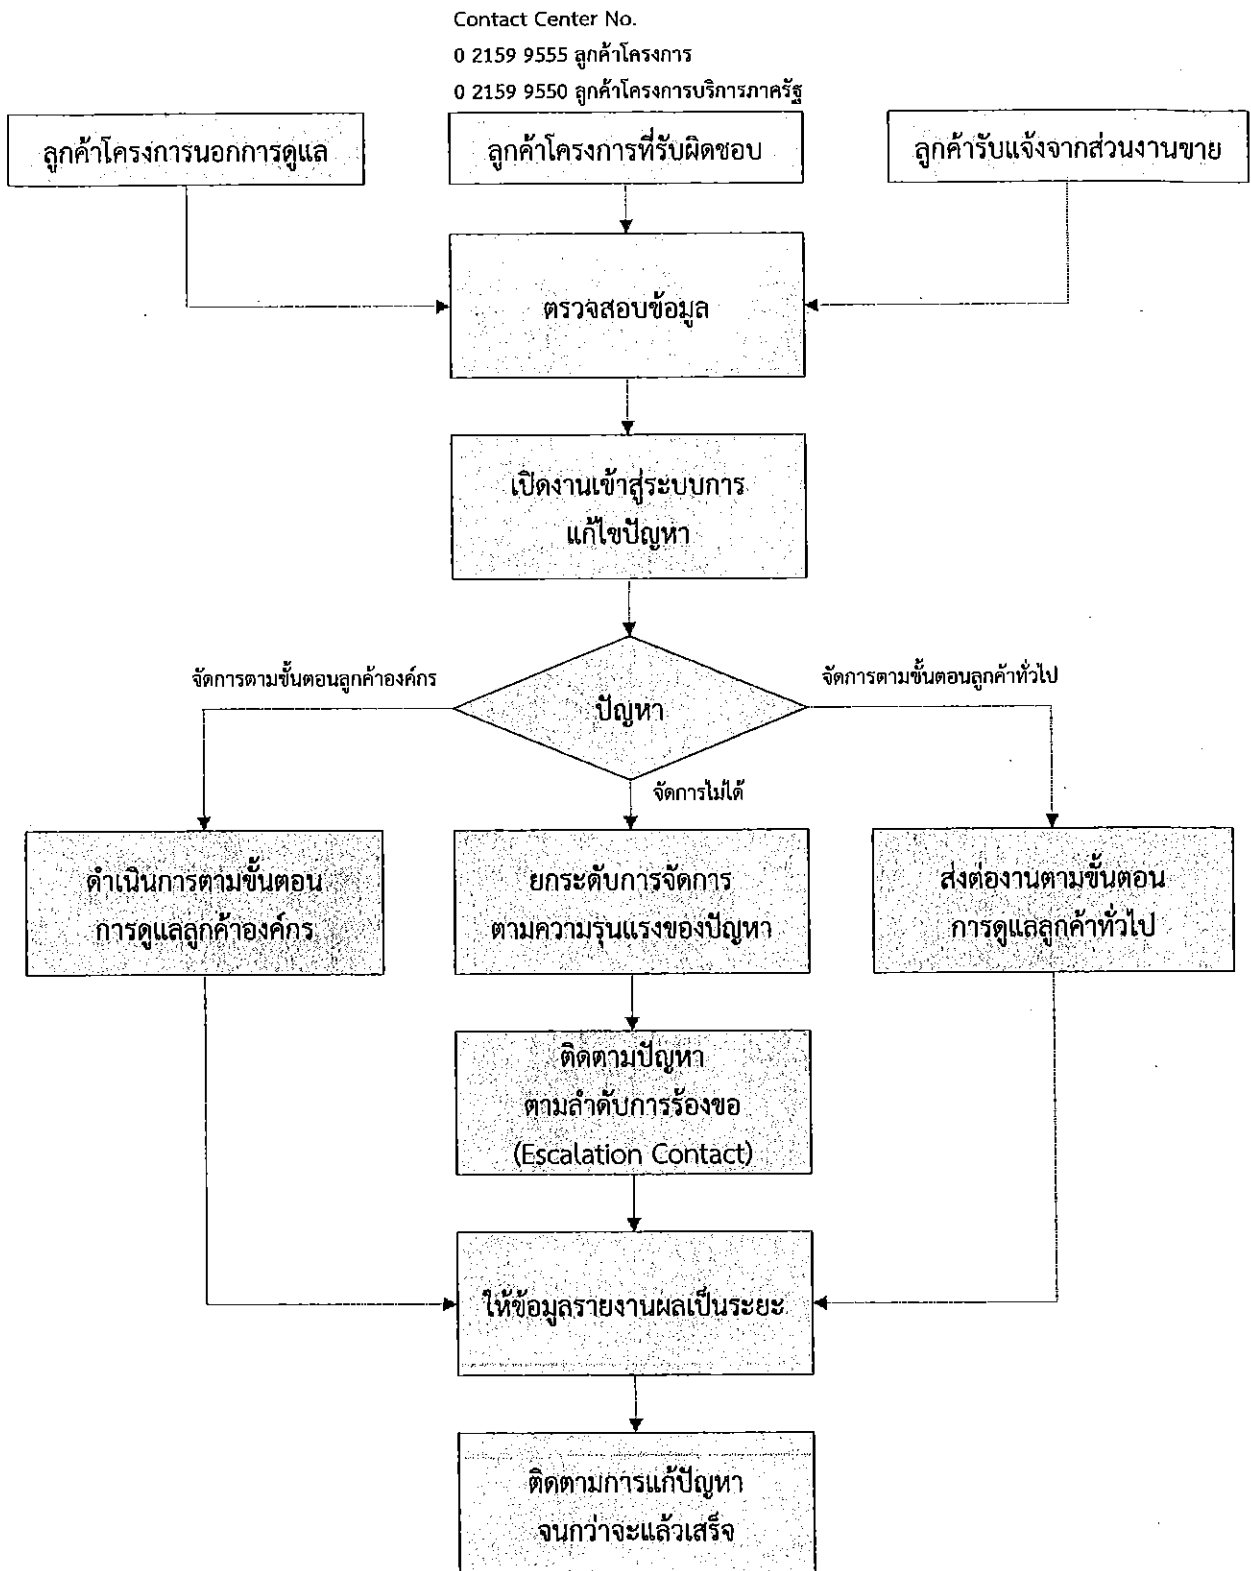 Contact Center No.
0 2159 9555 ลูกค้าโครงการ
0 2159 9550 ลูกค้าโครงการบริการภาครัฐ
ลูกค้าโครงการนอกการดูแล
ลูกค้าโครงการที่รับผิดชอบ
ลูกค้ารับแจ้งจากส่วนงานขาย
ตรวจสอบข้อมูล
เปิดงานเข้าสู่ระบบการ
แก้ไขปัญหา
จัดการตามขั้นตอนลูกค้าองค์กร
ปัญหา
จัดการตามขั้นตอนลูกค้าทั่วไป
จัดการไม่ได้
ดำเนินการตามขั้นตอน
การดูแลลูกค้าองค์กร
ยกระดับการจัดการ
ตามความรุนแรงของปัญหา
ส่งต่องานตามขั้นตอน
การดูแลลูกค้าทั่วไป
ติดตามปัญหา
ตามลำดับการร้องขอ
(Escalation Contact)
ให้ข้อมูลรายงานผลเป็นระยะ
ติดตามการแก้ปัญหา
จนกว่าจะแล้วเสร็จ